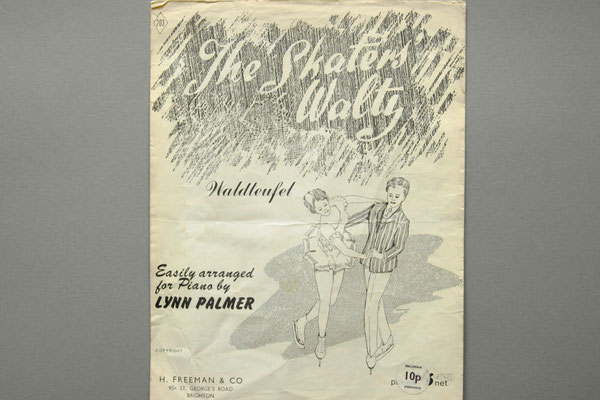 203
The Skaters'
Waltz
Waldteufel
Easily arranged
for Piano by
LYNN PALMER
COPYRIGHT
H. FREEMAN & CO
95A ST. GEORGE'S ROAD
BRIGHTON
10p
net